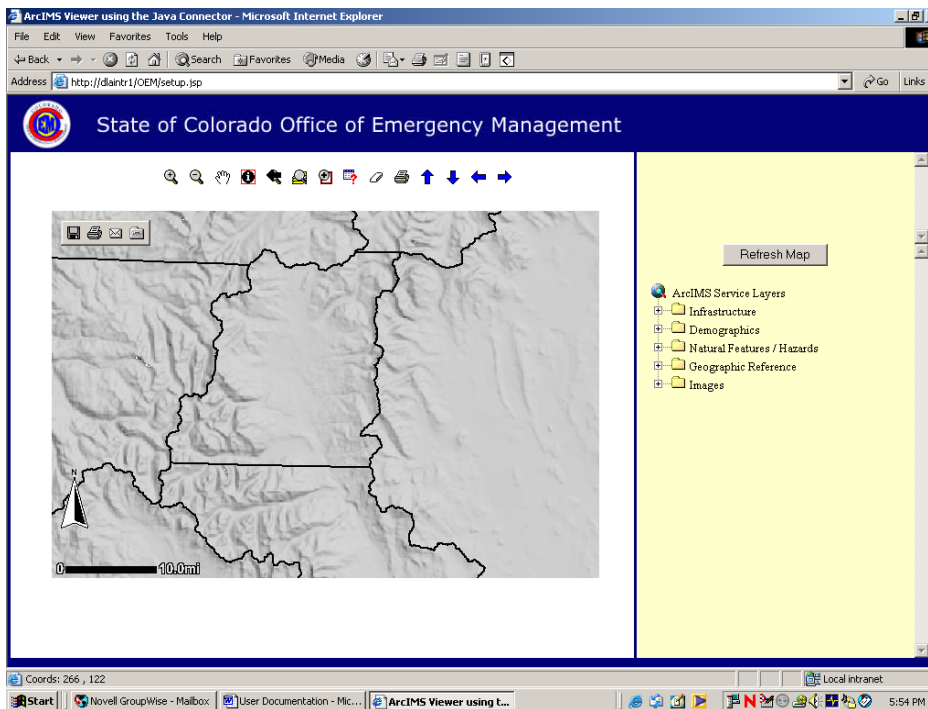 ArcIMS Viewer using the Java Connector - Microsoft Internet Explorer
File Edit View Favorites Tools Help
Back Search Favorites Media
Address http://dlaintr1/OEM/setup.jsp Go Links
State of Colorado Office of Emergency Management
Refresh Map
ArcIMS Service Layers
Infrastructure
Demographics
Natural Features / Hazards
Geographic Reference
Images
N
0 10.0mi
Coords: 266 , 122 Local intranet
Start Novell GroupWise - Mailbox User Documentation - Mic... ArcIMS Viewer using t... 5:54 PM